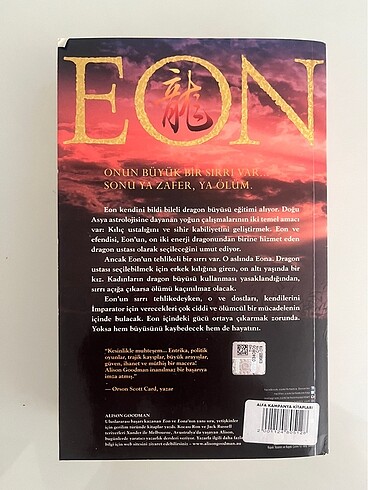 EON
龍
ONUN BÜYÜK BİR SIRRI VAR...
SONU YA ZAFER, YA ÖLÜM.
Eon kendini bildi bileli dragon büyüsü eğitimi alıyor. Doğu
Asya astrolojisine dayanan yoğun çalışmalarının iki temel amacı
var: Kılıç ustalığını ve sihir kabiliyetini geliştirmek. Eon ve
efendisi, Eon'un, on iki enerji dragonundan birine hizmet eden
dragon ustası olarak seçileceğini umut ediyor.
Ancak Eon'un tehlikeli bir sırrı var. O aslında Eona. Dragon
ustası seçilebilmek için erkek kılığına giren, on altı yaşında bir
kız. Kadınların dragon büyüsü kullanması yasaklandığından,
sırrı açığa çıkarsa ölümü kaçınılmaz olacak.
Eon'un sırrı tehlikedeyken, o ve dostları, kendilerini
İmparator için verecekleri çok ciddi ve ölümcül bir mücadelenin
içinde bulacak. Eon içindeki gücü ortaya çıkarmak zorunda.
Yoksa hem büyüsünü kaybedecek hem de hayatını.
"Kesinlikle muhteşem... Entrika, politik
oyunlar, trajik kayıplar, büyük arayışlar,
güven, ihanet ve müthiş bir macera!
Alison Goodman inanılmaz bir başarıya
imza atmış."
— Orson Scott Card, yazar
ALISON GOODMAN
ALFA KAMPANYA KİTAPLARI